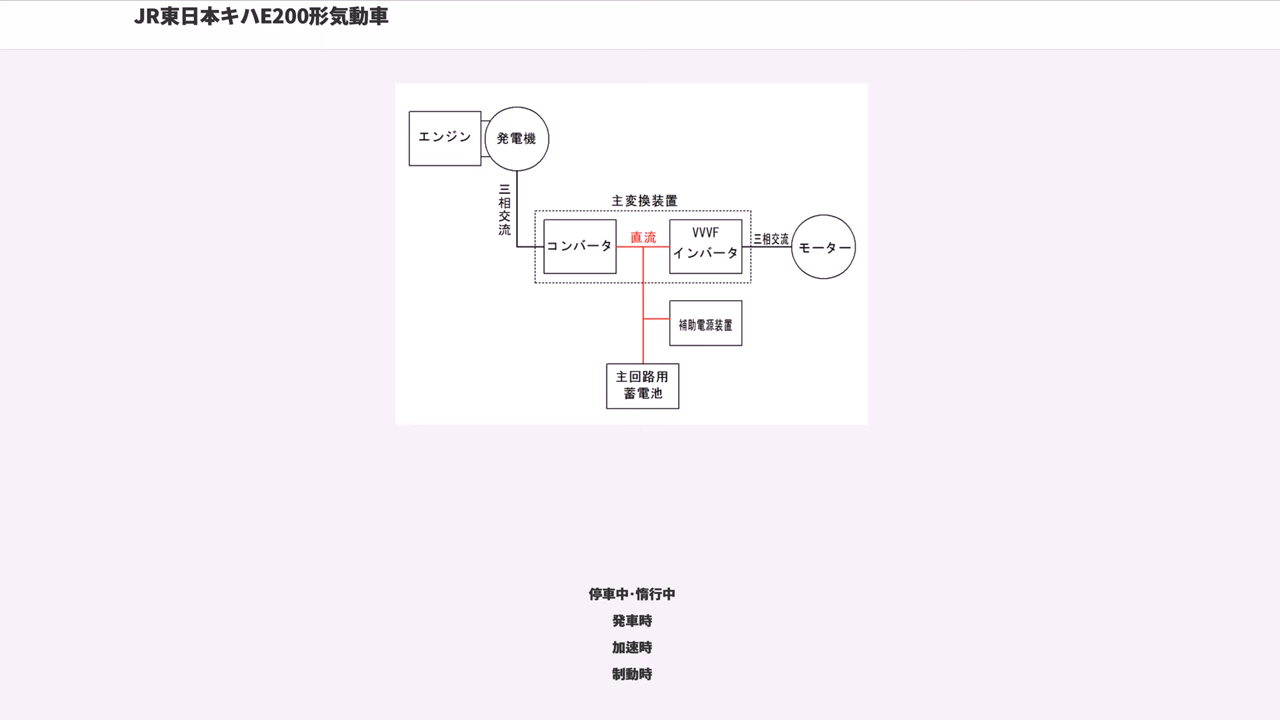 JR東日本キハE200形気動車
エンジン
発電機
三相交流
主変換装置
コンバータ
直流
VVVF
インバータ
三相交流
モーター
補助電源装置
主回路用
蓄電池
停車中・惰行中
発車時
加速時
制動時